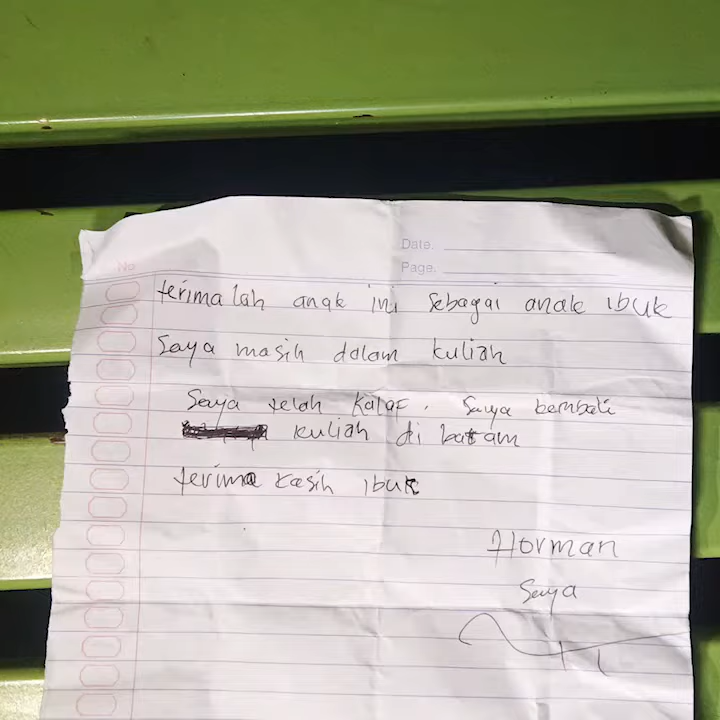 Date.
Page.
No
terimalah anak ini sebagai anak ibuk
Saya masih dalam kuliah
Saya telah kalaf. Saya kembali
kuliah di batam
terima kasih ibuk
Horman
Saya